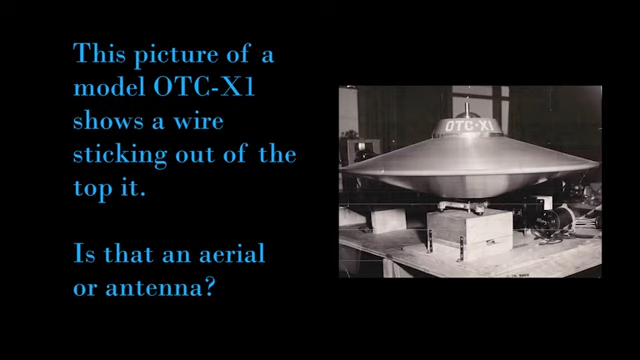 This picture of a
model OTC-X1
shows a wire
sticking out of the
top it.
Is that an aerial
or antenna?
OTC-X1